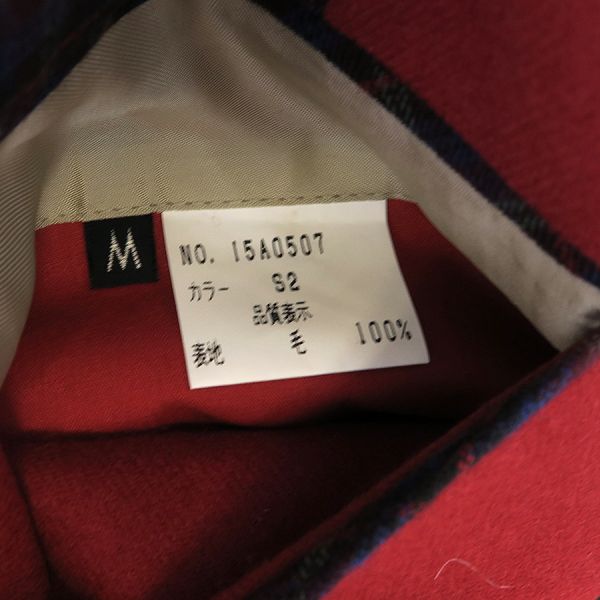 M
NO. 15A0507
カラー S2
品質表示
表地 毛 100%